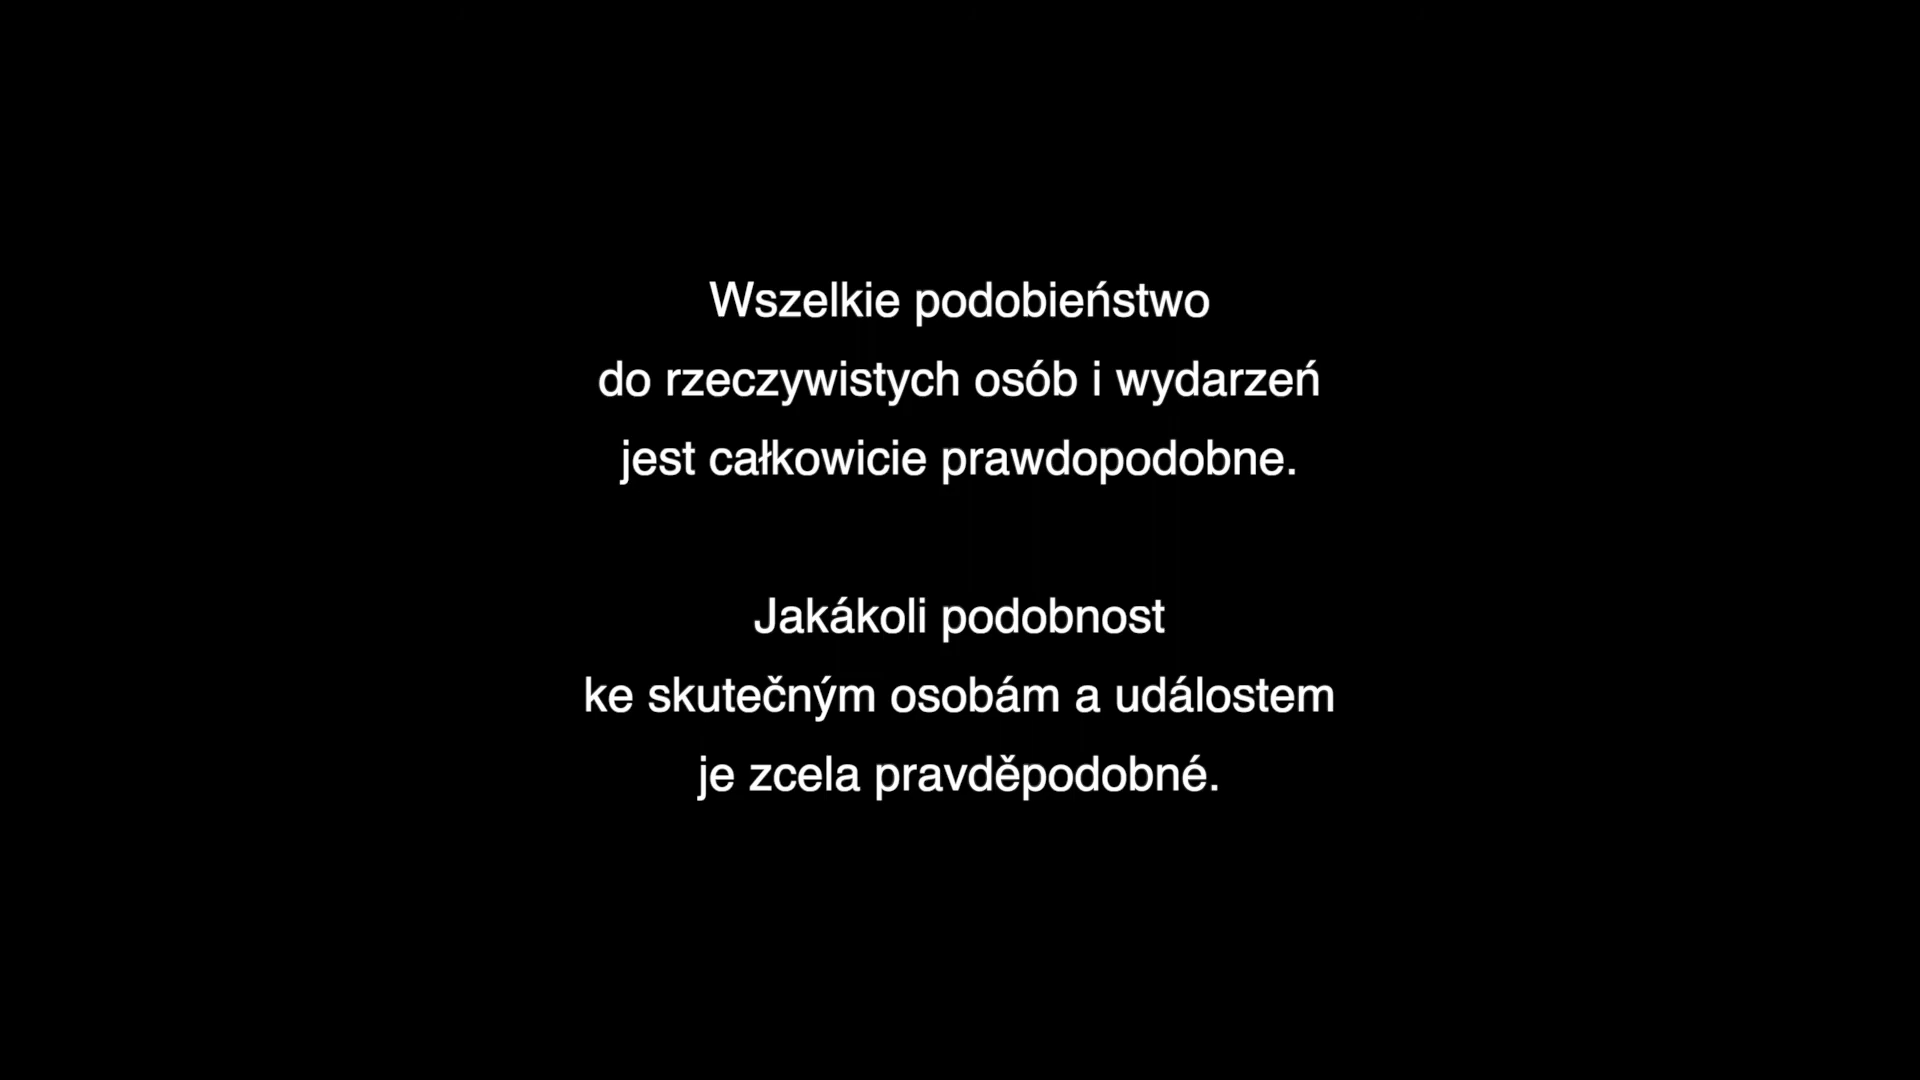 Wszelkie podobieństwo
do rzeczywistych osób i wydarzeń
jest całkowicie prawdopodobne.
Jakákoli podobnost
ke skutečným osobám a událostem
je zcela pravděpodobné.